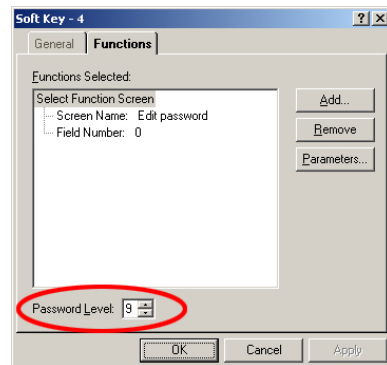 Soft Key - 4
General Functions
Functions Selected:
Select Function Screen
Screen Name: Edit password
Field Number: 0
Add...
Remove
Parameters...
Password Level: 9
OK Cancel Apply